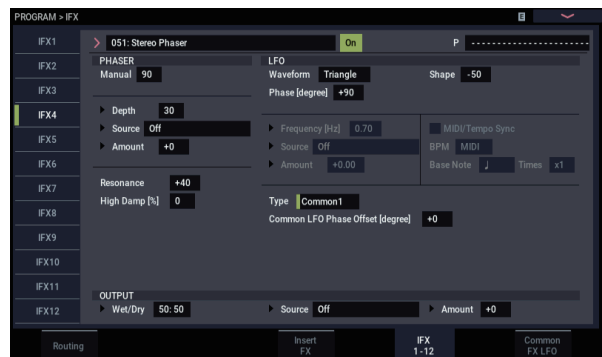 PROGRAM > IFX
E
IFX1
IFX2
IFX3
IFX4
IFX5
IFX6
IFX7
IFX8
IFX9
IFX10
IFX11
IFX12
051: Stereo Phaser
On
P ----------------------
PHASER
Manual 90
Depth 30
Source Off
Amount +0
Resonance +40
High Damp [%] 0
LFO
Waveform Triangle Shape -50
Phase [degree] +90
Frequency [Hz] 0.70
Source Off
Amount +0.00
MIDI/Tempo Sync
BPM MIDI
Base Note ♩ Times x1
Type Common1
Common LFO Phase Offset [degree] +0
OUTPUT
Wet/Dry 50:50 Source Off Amount +0
Routing
Insert
FX
IFX
1-12
Common
FX LFO